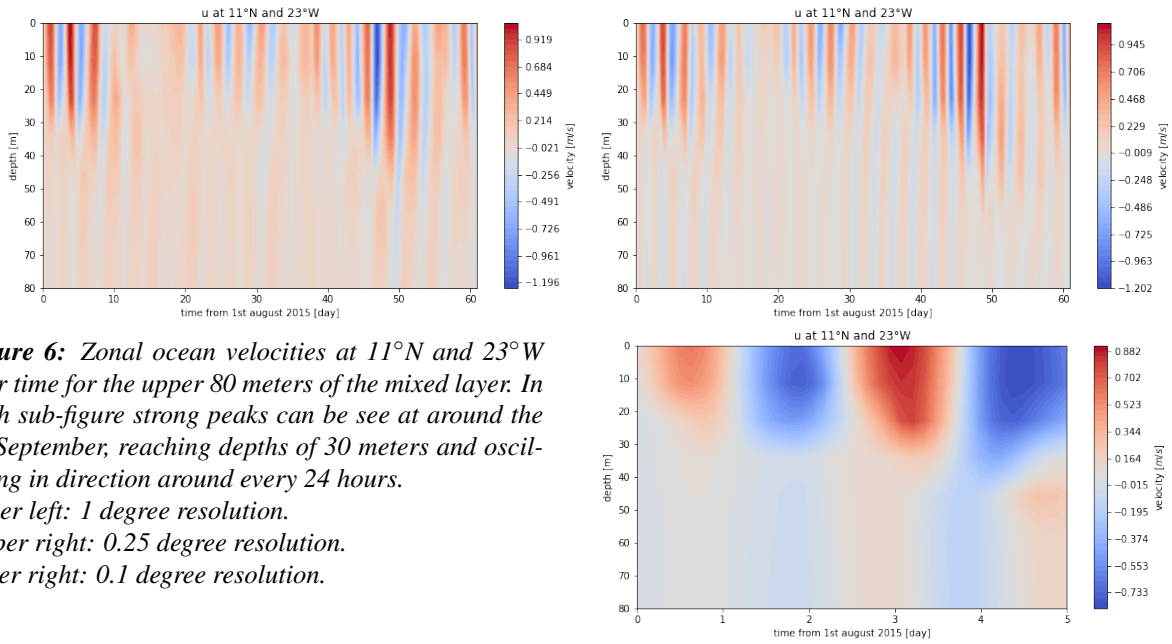 u at 11°N and 23°W
0
10
20
30
40
50
60
70
80
depth [m]
0 10 20 30 40 50 60
time from 1st august 2015 [day]
0.919
0.684
0.449
0.214
−0.021
−0.256
−0.491
−0.726
−0.961
−1.196
velocity [m/s]
u at 11°N and 23°W
0
10
20
30
40
50
60
70
80
depth [m]
0 10 20 30 40 50 60
time from 1st august 2015 [day]
0.945
0.706
0.468
0.229
−0.009
−0.248
−0.486
−0.725
−0.963
−1.202
velocity [m/s]
ure 6: Zonal ocean velocities at 11°N and 23°W
r time for the upper 80 meters of the mixed layer. In
h sub-figure strong peaks can be see at around the
September, reaching depths of 30 meters and oscil-
ng in direction around every 24 hours.
er left: 1 degree resolution.
per right: 0.25 degree resolution.
er right: 0.1 degree resolution.
u at 11°N and 23°W
0
10
20
30
40
50
60
70
80
depth [m]
0 1 2 3 4 5
time from 1st august 2015 [day]
0.882
0.702
0.523
0.344
0.164
−0.015
−0.195
−0.374
−0.553
−0.733
velocity [m/s]